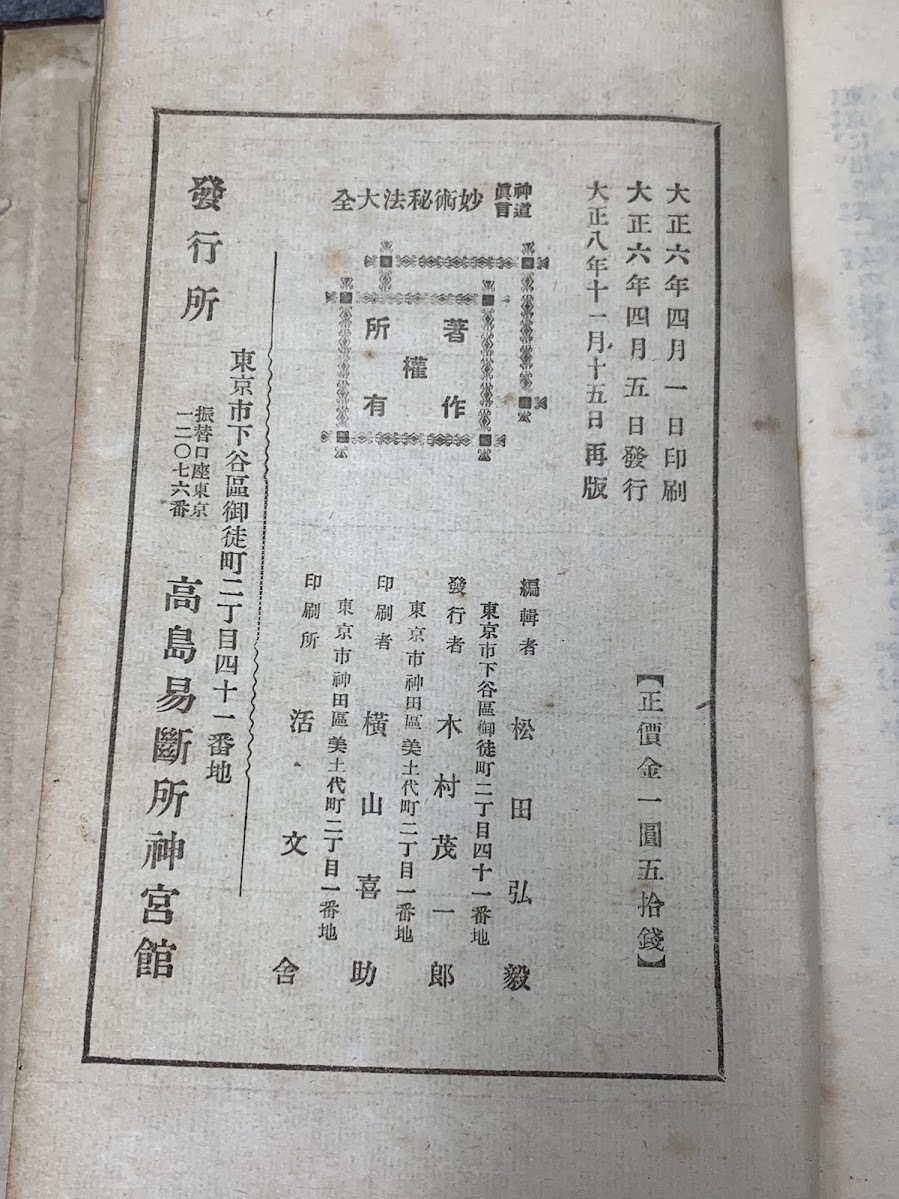 大正六年四月一日印刷
大正六年四月五日發行
大正八年十一月十五日再版
【正價金一圓五拾錢】
神道
眞言
妙術秘法大全
著作
權
所有
編輯者 松田弘毅
東京市下谷區御徒町二丁目四十一番地
發行者 木村茂一郎
東京市神田區美土代町二丁目一番地
印刷者 橫山喜助
東京市神田區美土代町二丁目一番地
印刷所 活文舍
東京市下谷區御徒町二丁目四十一番地
發行所 高島易斷所神宮館
振替口座東京
一二〇七六番